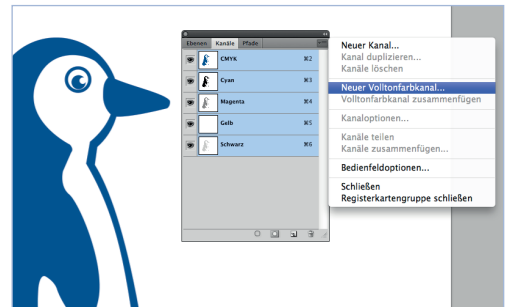 Ebenen Kanäle Pfade
CMYK ⌘2
Cyan ⌘3
Magenta ⌘4
Gelb ⌘5
Schwarz ⌘6
Neuer Kanal...
Kanal duplizieren...
Kanäle löschen
Neuer Volltonfarbkanal...
Volltonfarbkanal zusammenfügen
Kanaloptionen...
Kanäle teilen
Kanäle zusammenfügen...
Bedienfeldoptionen...
Schließen
Registerkartengruppe schließen